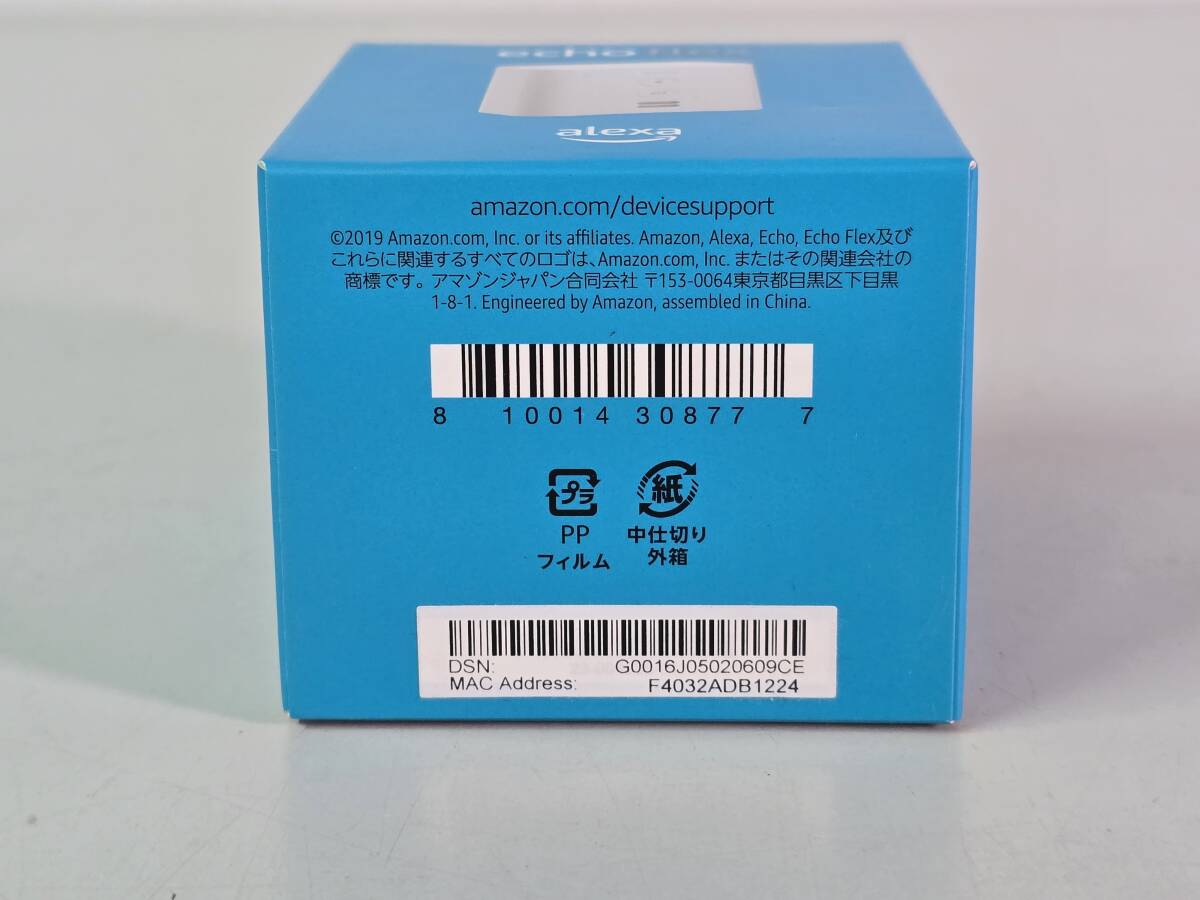 echo flex
alexa
amazon.com/devicesupport
©2019 Amazon.com, Inc. or its affiliates. Amazon, Alexa, Echo, Echo Flex及び
これらに関連するすべてのロゴは、Amazon.com, Inc. またはその関連会社の
商標です。アマゾンジャパン合同会社 〒153-0064東京都目黒区下目黒
1-8-1. Engineered by Amazon, assembled in China.
8 10014 30877 7
プラ 紙
PP 中仕切り
フィルム 外箱
DSN: G0016J05020609CE
MAC Address: F4032ADB1224